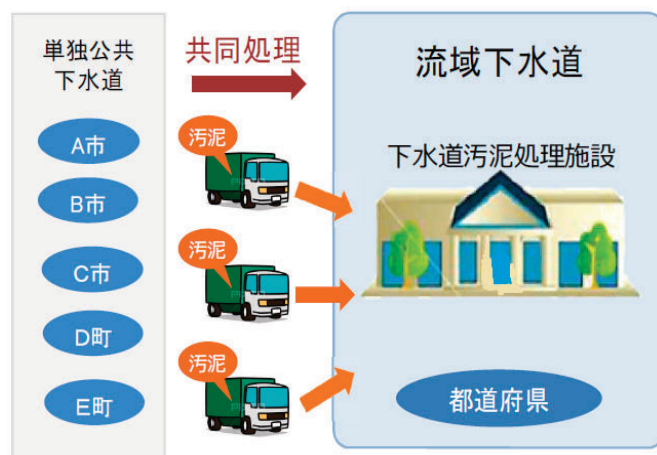 単独公共
下水道
A市
B市
C市
D町
E町
共同処理
汚泥
汚泥
汚泥
流域下水道
下水道汚泥処理施設
都道府県